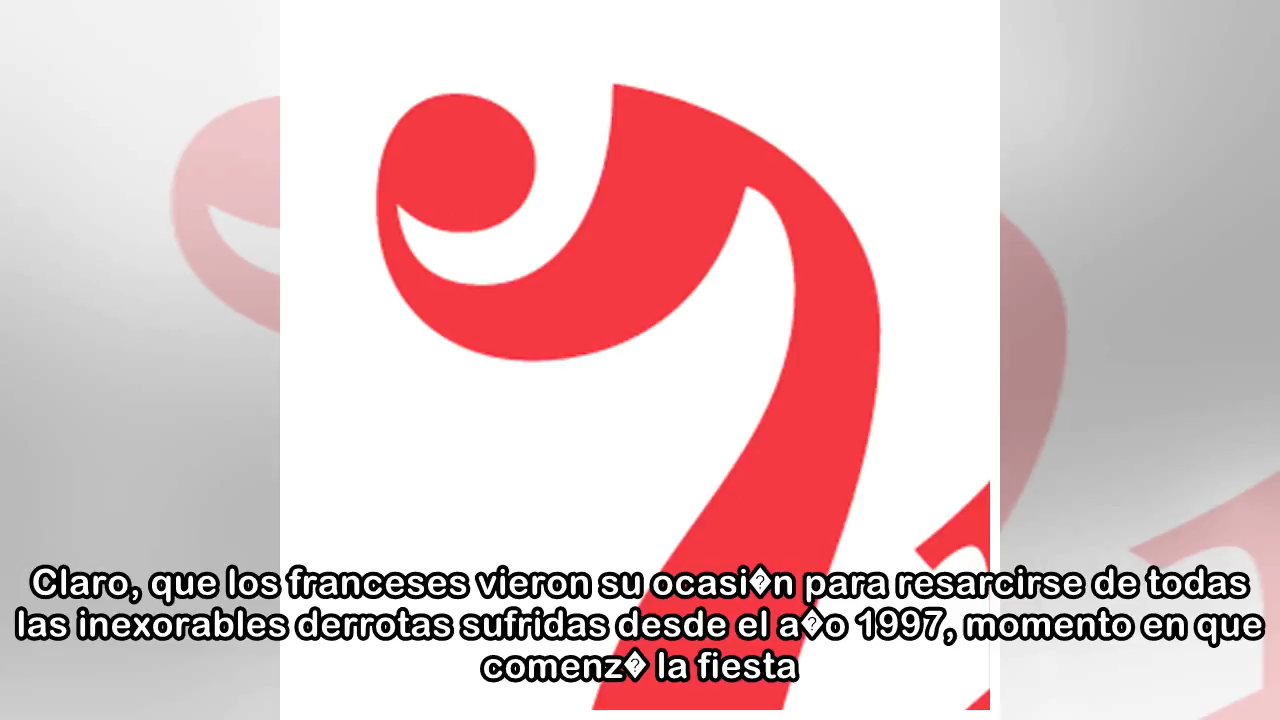 Claro, que los franceses vieron su ocasi�n para resarcirse de todas
las inexorables derrotas sufridas desde el a�o 1997, momento en que
comenz� la fiesta